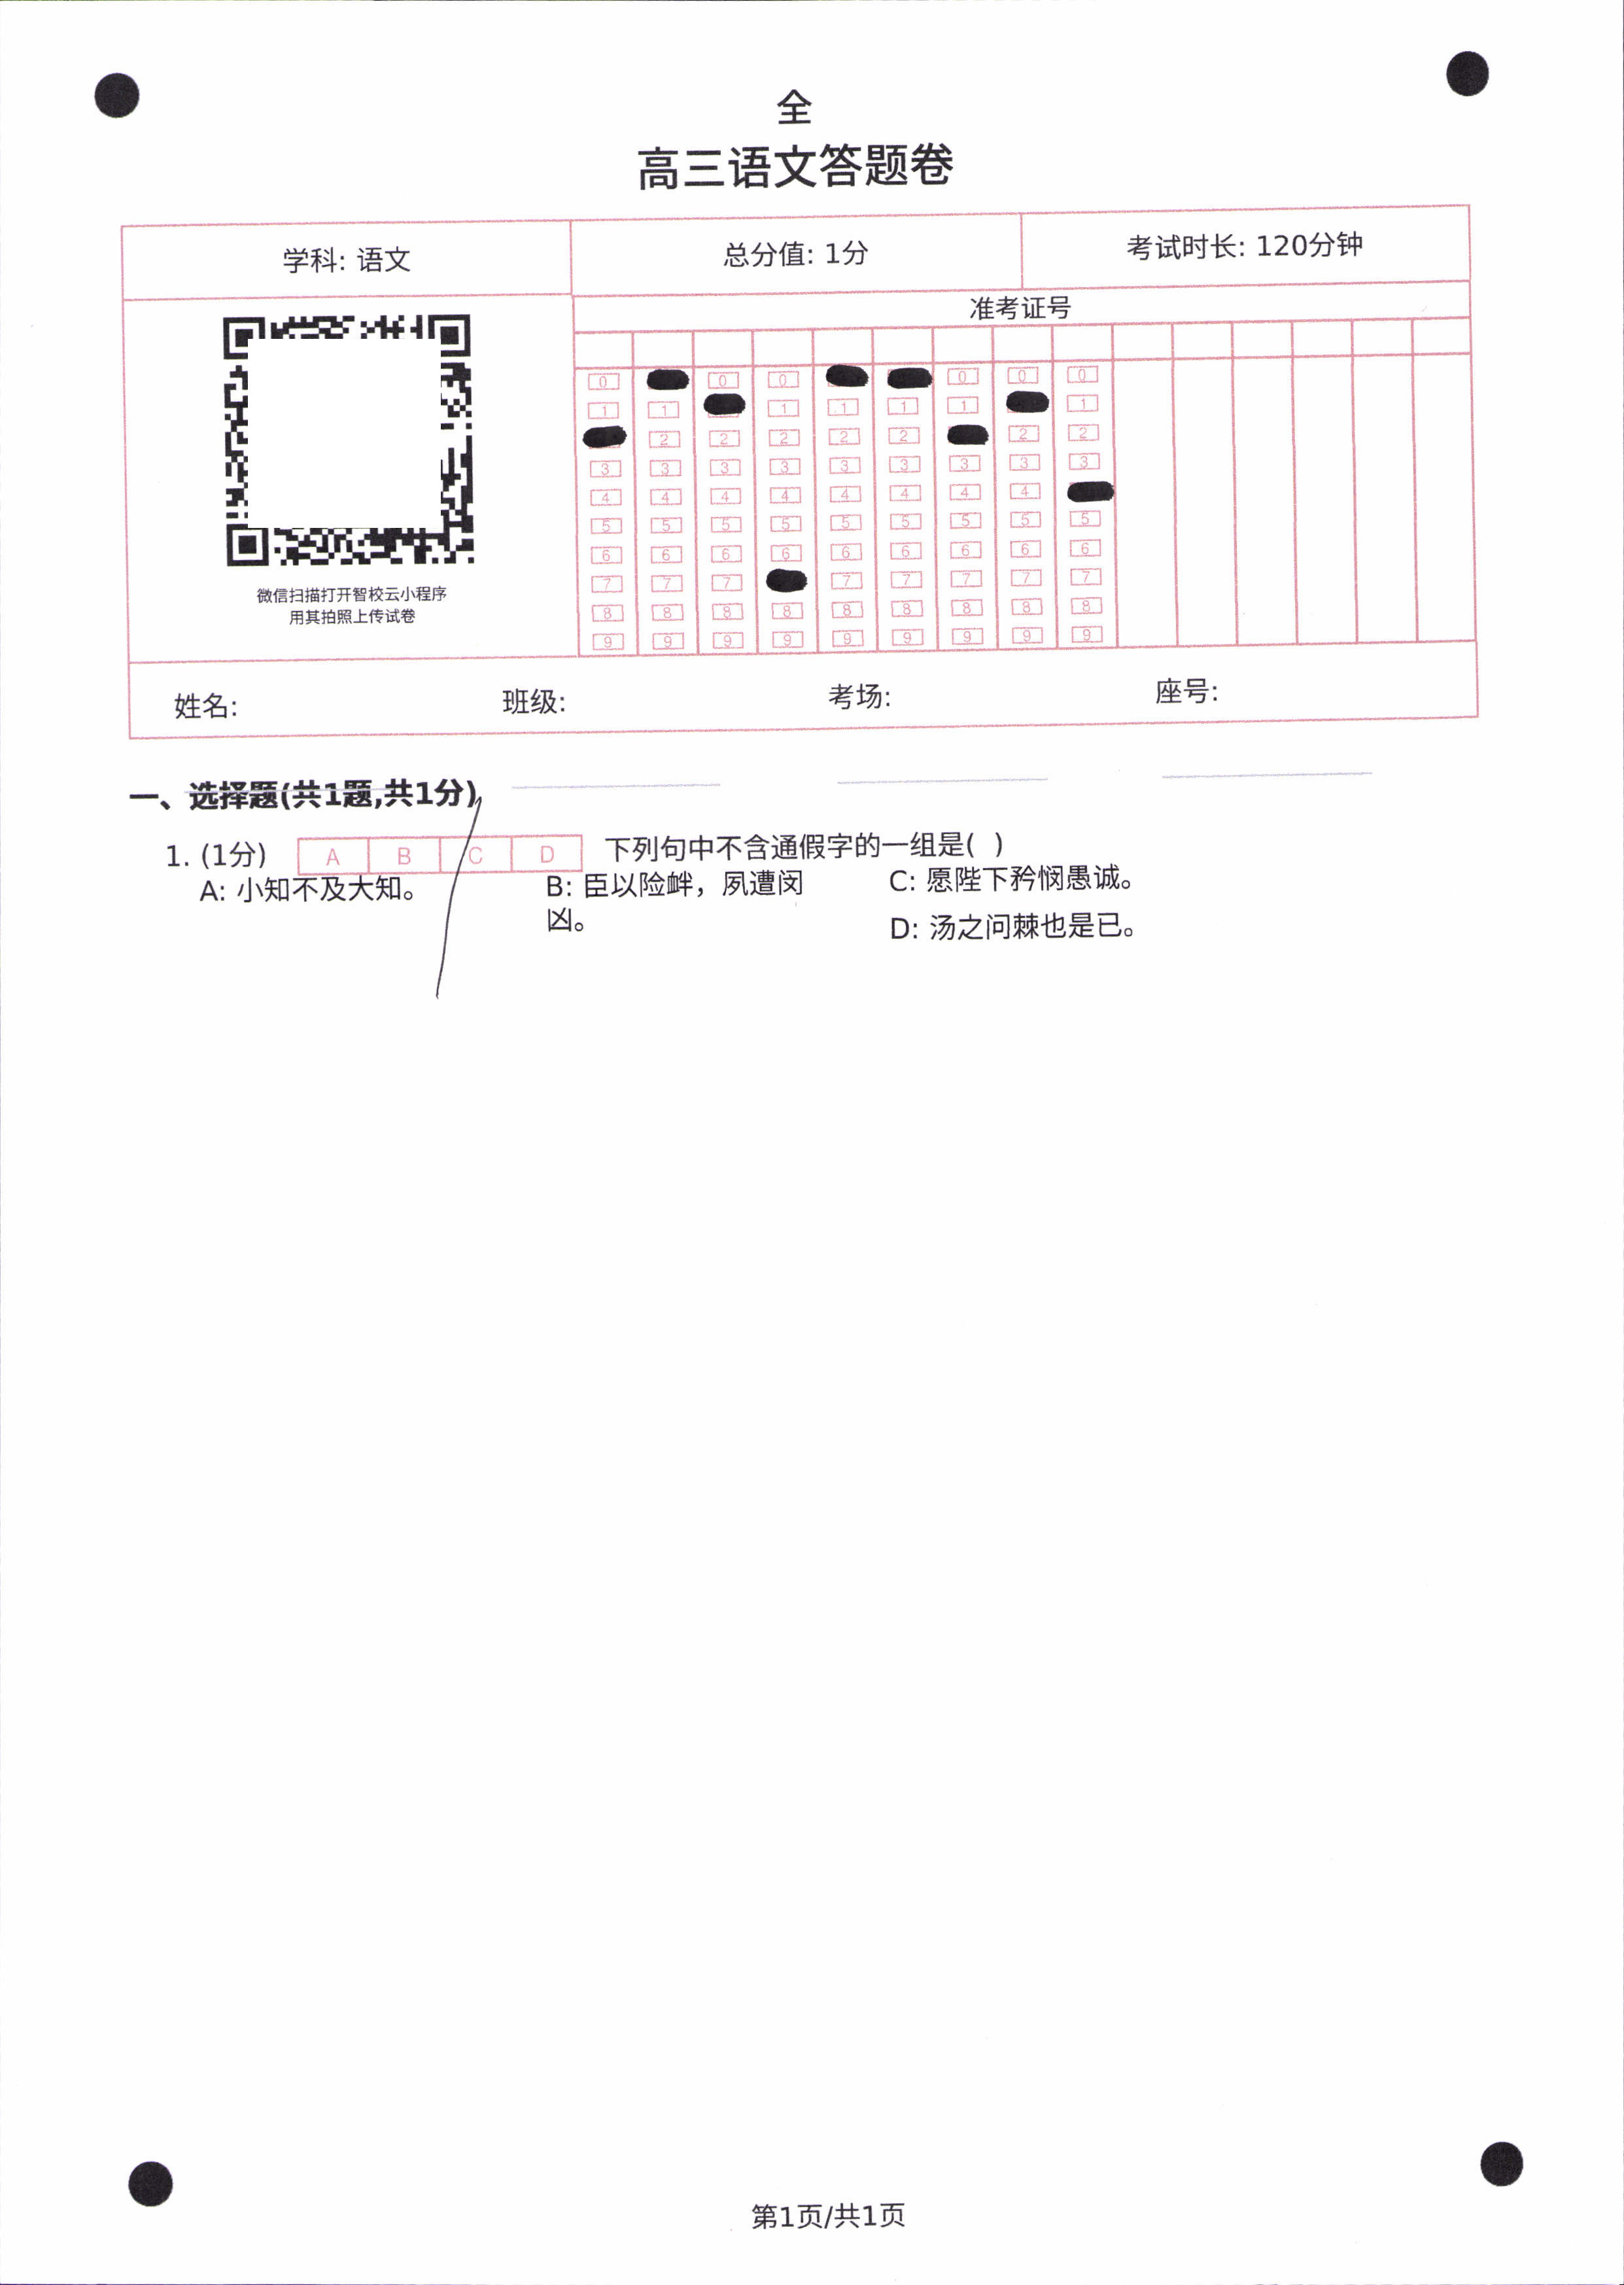 全
高三语文答题卷
学科: 语文
总分值: 1分
考试时长: 120分钟
准考证号
0 0 0 0 0 0
1 1 1 1 1 1 1
2 2 2 2 2 2 2
3 3 3 3 3 3 3 3 3
4 4 4 4 4 4 4 4
5 5 5 5 5 5 5 5 5
6 6 6 6 6 6 6 6 6
7 7 7 7 7 7 7 7
8 8 8 8 8 8 8 8 8
9 9 9 9 9 9 9 9 9
微信扫描打开智校云小程序
用其拍照上传试卷
姓名:
班级:
考场:
座号:
一、选择题(共1题,共1分)
1. (1分) A B C D 下列句中不含通假字的一组是( )
A: 小知不及大知。
B: 臣以险衅，夙遭闵
凶。
C: 愿陛下矜悯愚诚。
D: 汤之问棘也是已。
第1页/共1页